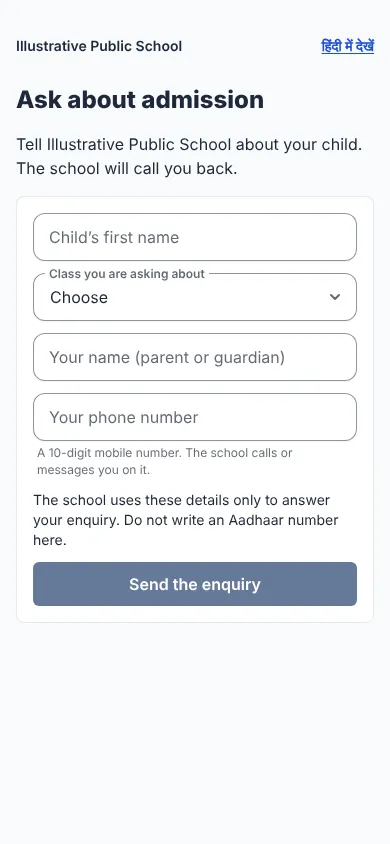 Illustrative Public School
हिंदी में देखें
Ask about admission
Tell Illustrative Public School about your child.
The school will call you back.
Child’s first name
Class you are asking about
Choose
Your name (parent or guardian)
Your phone number
A 10-digit mobile number. The school calls or
messages you on it.
The school uses these details only to answer
your enquiry. Do not write an Aadhaar number
here.
Send the enquiry